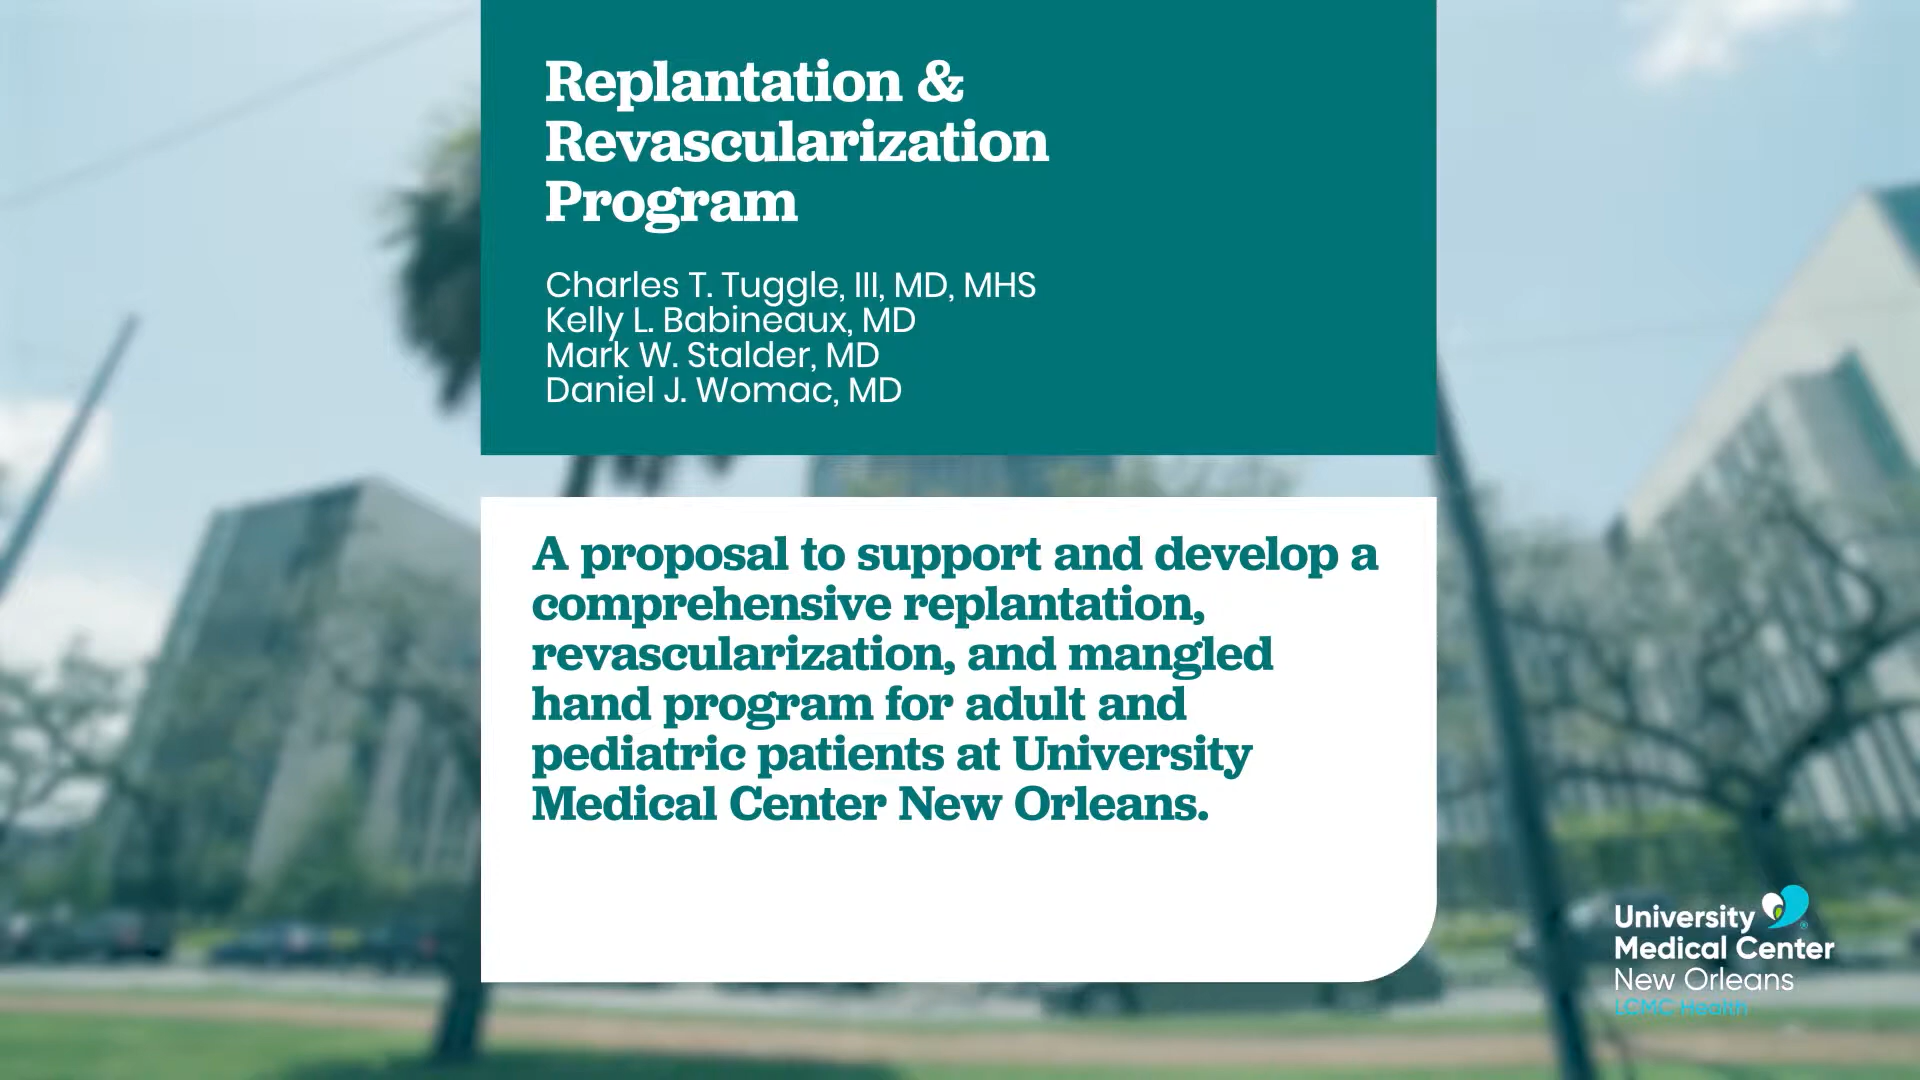 Replantation &
Revascularization
Program
Charles T. Tuggle, III, MD, MHS
Kelly L. Babineaux, MD
Mark W. Stalder, MD
Daniel J. Womac, MD
A proposal to support and develop a
comprehensive replantation,
revascularization, and mangled
hand program for adult and
pediatric patients at University
Medical Center New Orleans.
University
Medical Center
New Orleans
LCMC Health